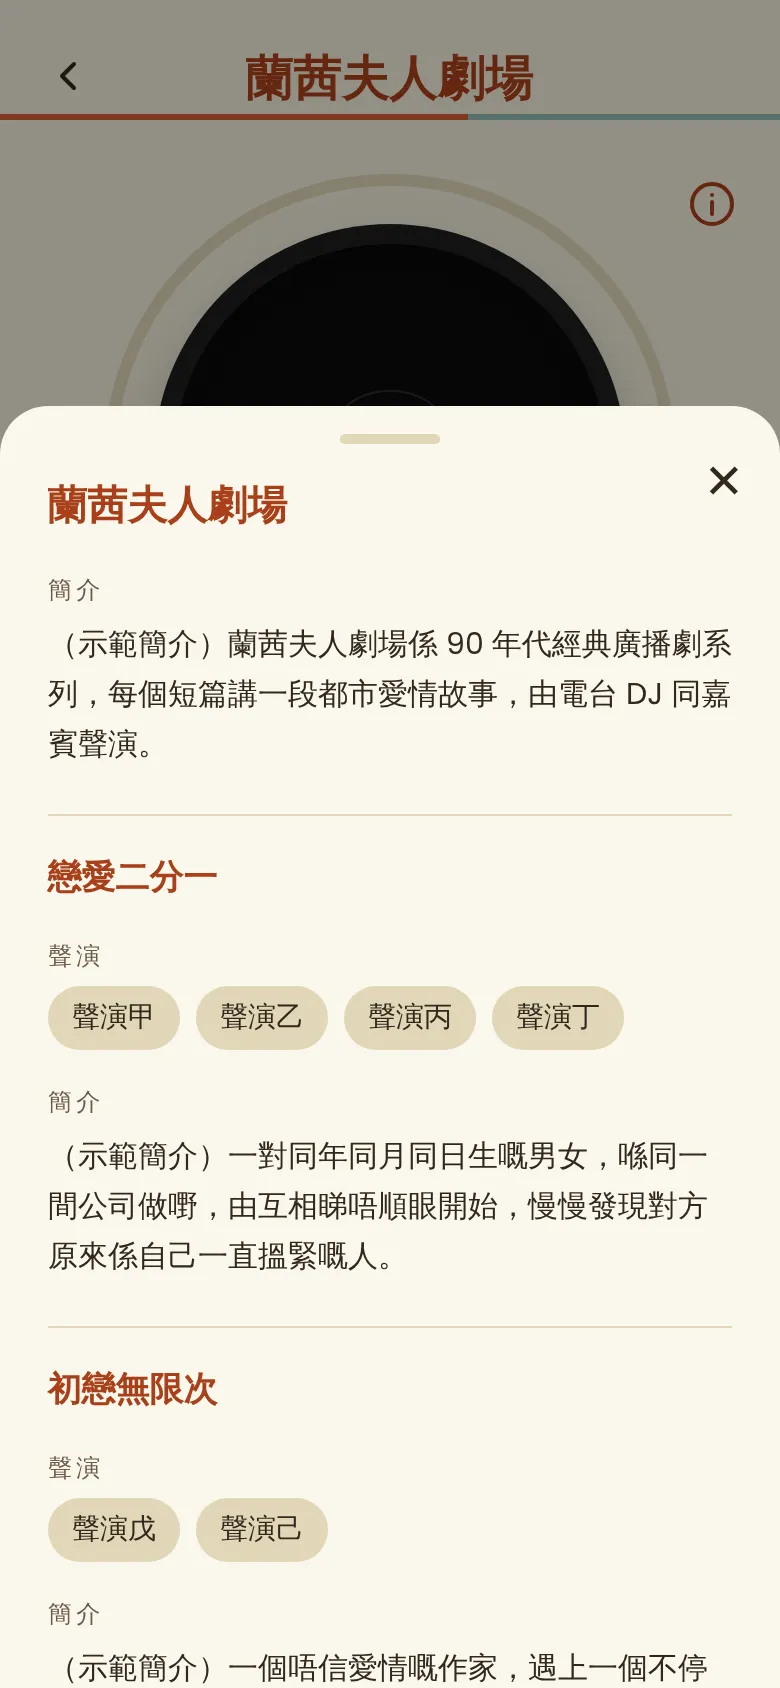 蘭茜夫人劇場
蘭茜夫人劇場
簡介
（示範簡介）蘭茜夫人劇場係 90 年代經典廣播劇系
列，每個短篇講一段都市愛情故事，由電台 DJ 同嘉
賓聲演。
戀愛二分一
聲演
聲演甲 聲演乙 聲演丙 聲演丁
簡介
（示範簡介）一對同年同月同日生嘅男女，喺同一
間公司做嘢，由互相睇唔順眼開始，慢慢發現對方
原來係自己一直搵緊嘅人。
初戀無限次
聲演
聲演戊 聲演己
簡介
（示範簡介）一個唔信愛情嘅作家，遇上一個不停